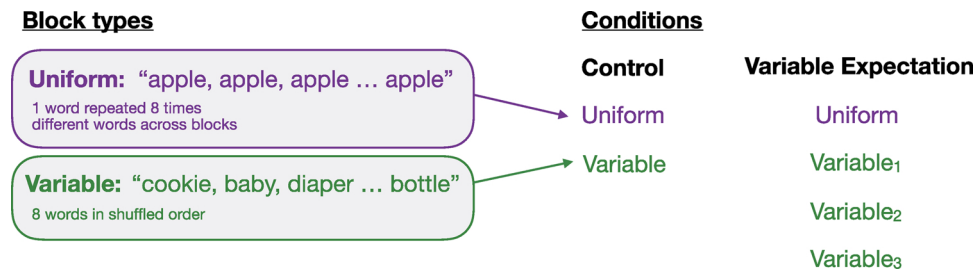 Block types
Uniform: “apple, apple, apple ... apple”
1 word repeated 8 times
different words across blocks
Variable: “cookie, baby, diaper ... bottle”
8 words in shuffled order
Conditions
Control
Variable Expectation
Uniform
Uniform
Variable
Variable₁
Variable₂
Variable₃